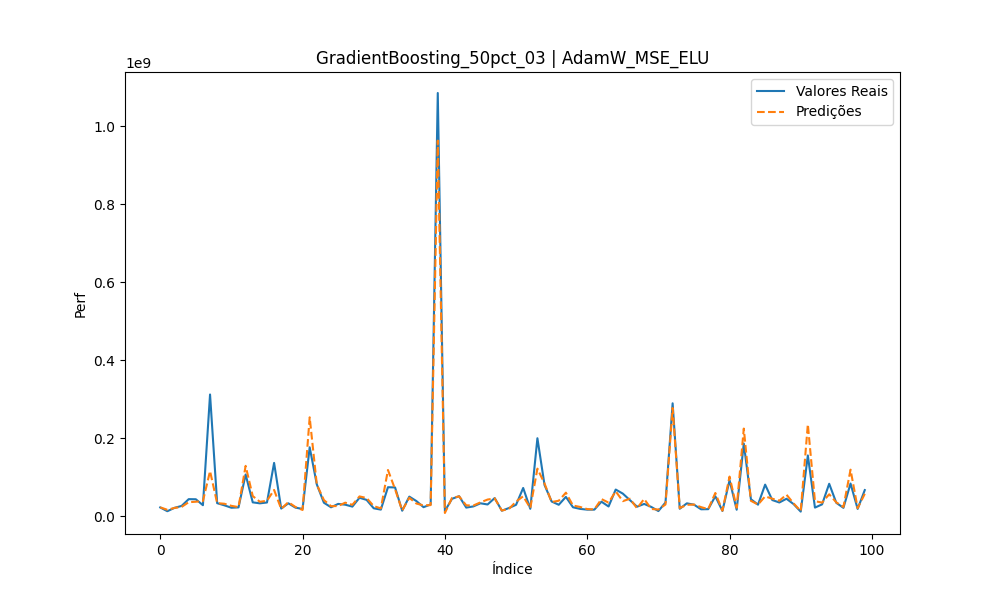 GradientBoosting_50pct_03 | AdamW_MSE_ELU
1e9
Valores Reais
Predições
1.0
0.8
0.6
0.4
0.2
0.0
Perf
0
20
40
60
80
100
Índice